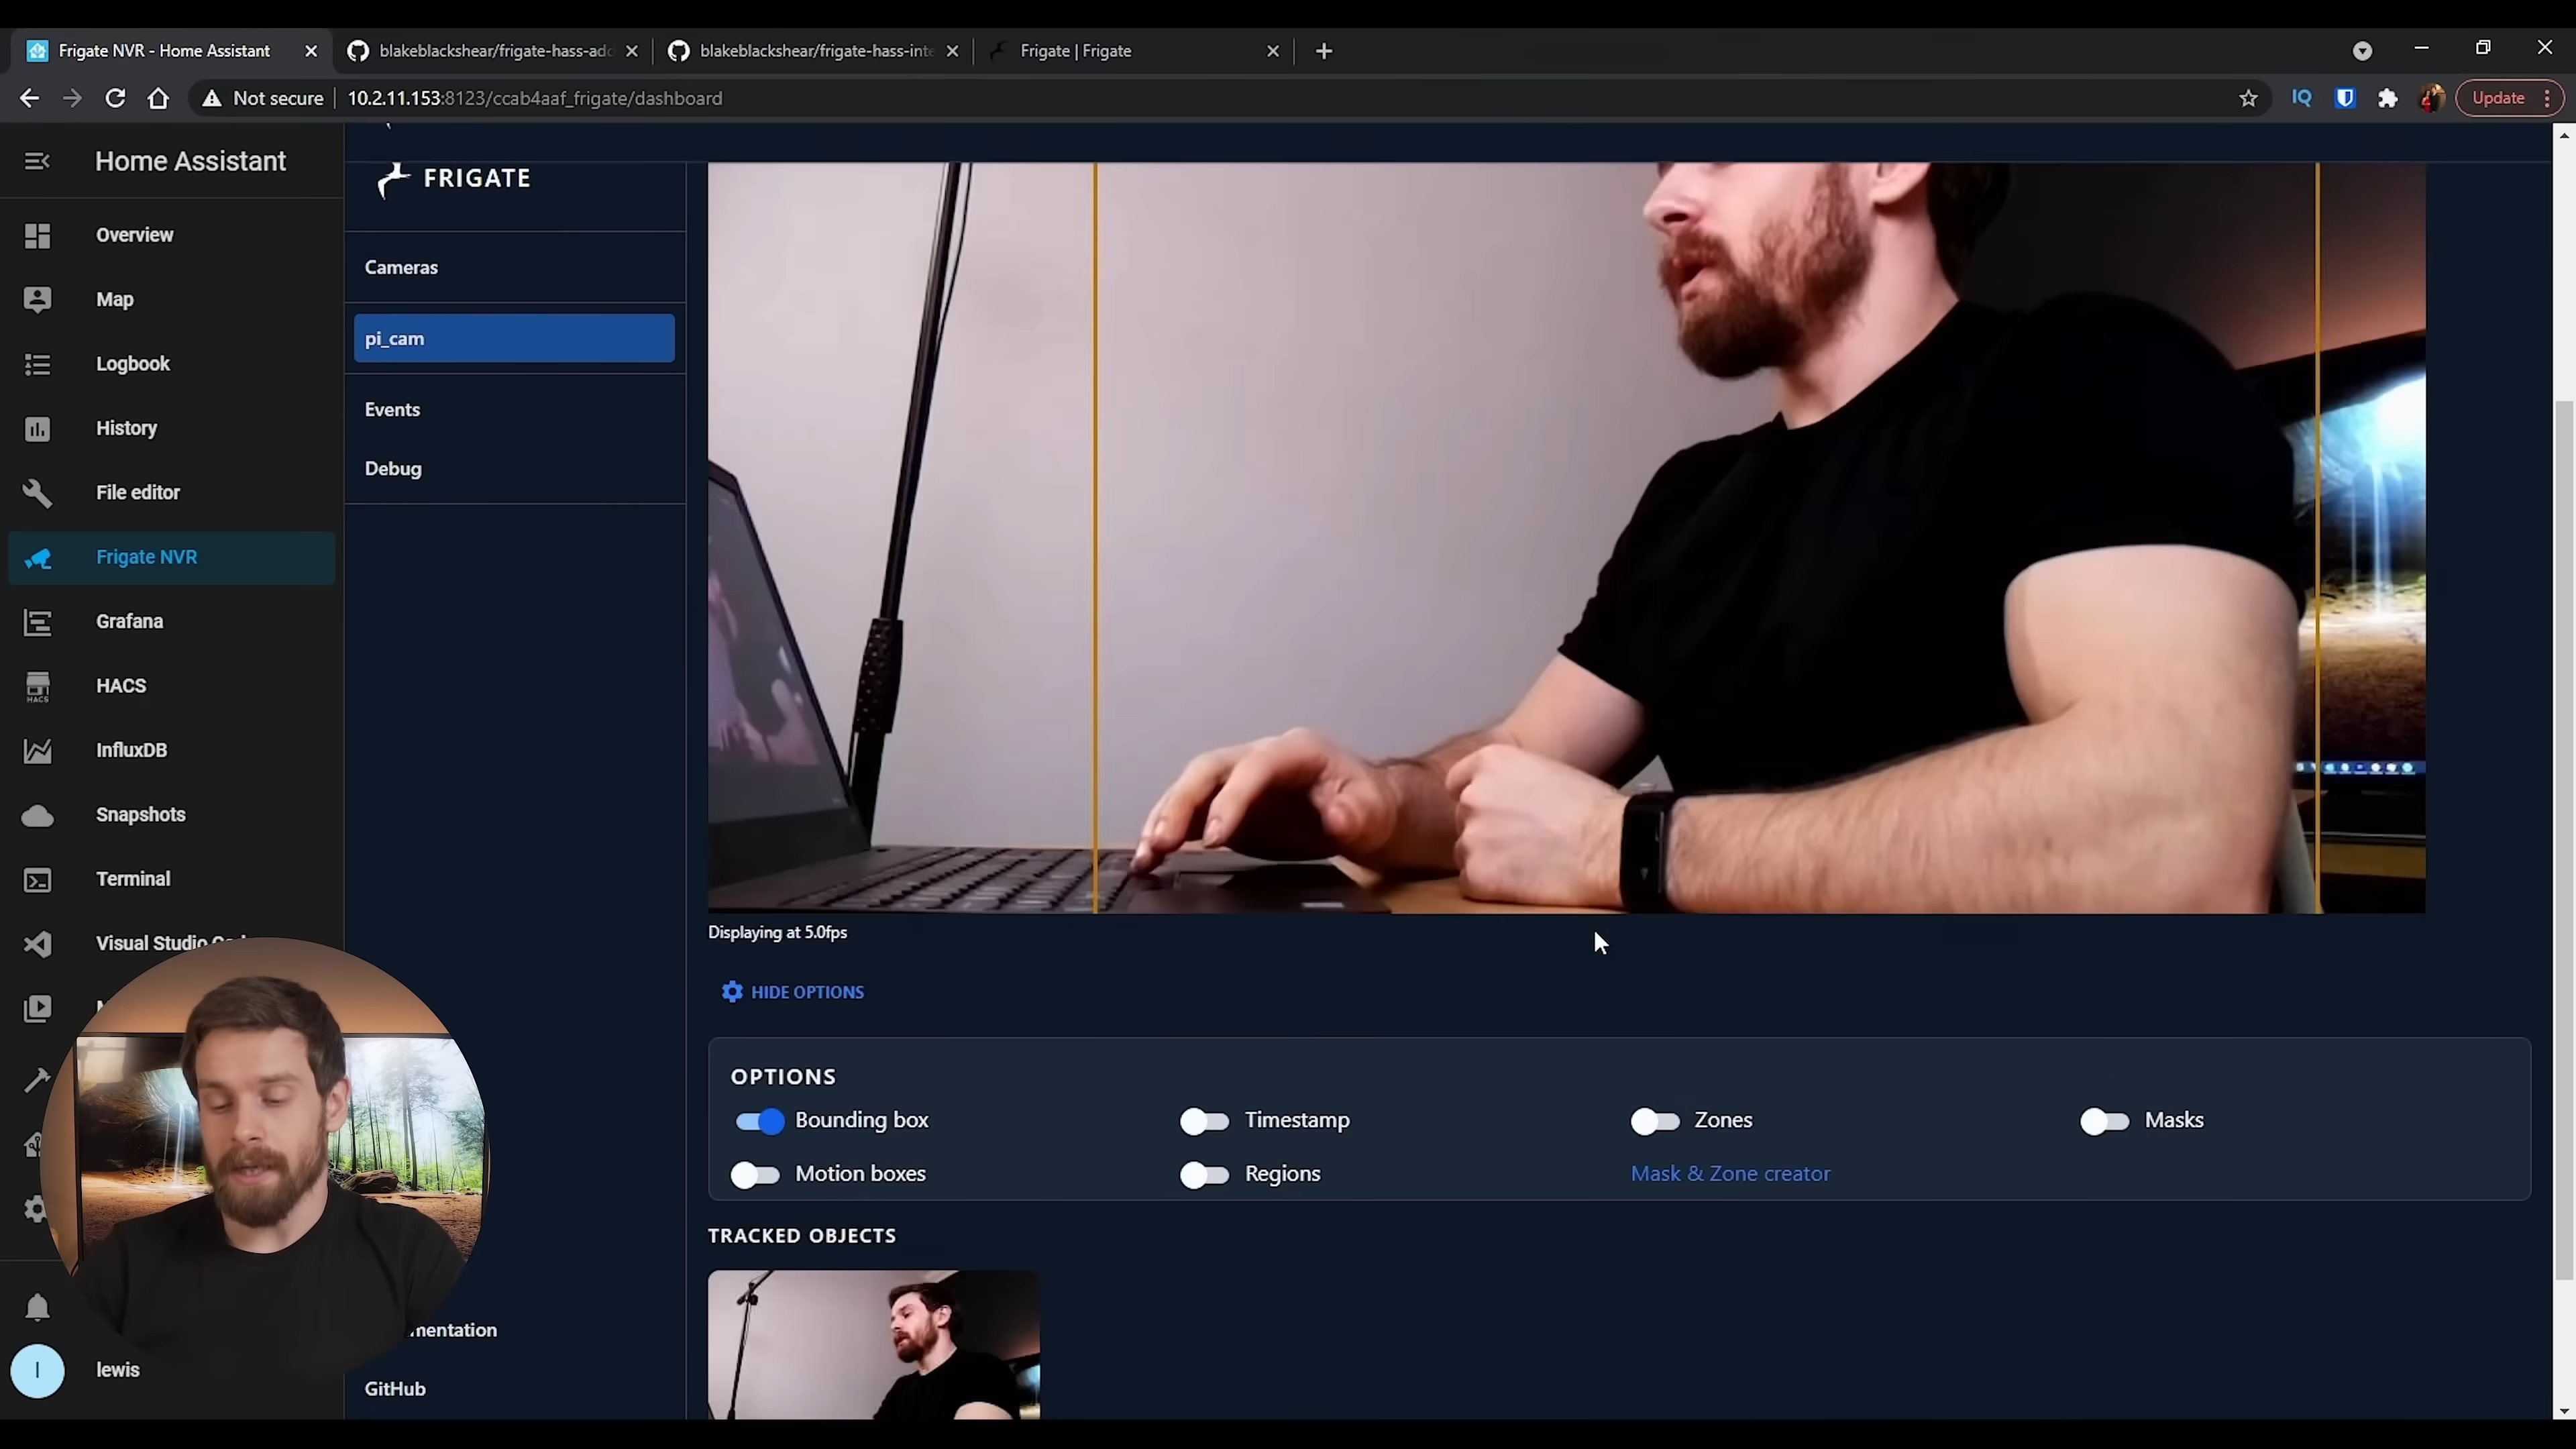 Frigate NVR - Home Assistant
blakeblackshear/frigate-hass-add
blakeblackshear/frigate-hass-inte
Frigate | Frigate
Not secure
10.2.11.153:8123/ccab4aaf_frigate/dashboard
IQ
Update
Home Assistant
Overview
Map
Logbook
History
File editor
Frigate NVR
Grafana
HACS
HACS
InfluxDB
Snapshots
Terminal
Visual Studio
l
lewis
FRIGATE
Cameras
pi_cam
Events
Debug
mentation
GitHub
Displaying at 5.0fps
HIDE OPTIONS
OPTIONS
Bounding box
Timestamp
Zones
Masks
Motion boxes
Regions
Mask & Zone creator
TRACKED OBJECTS